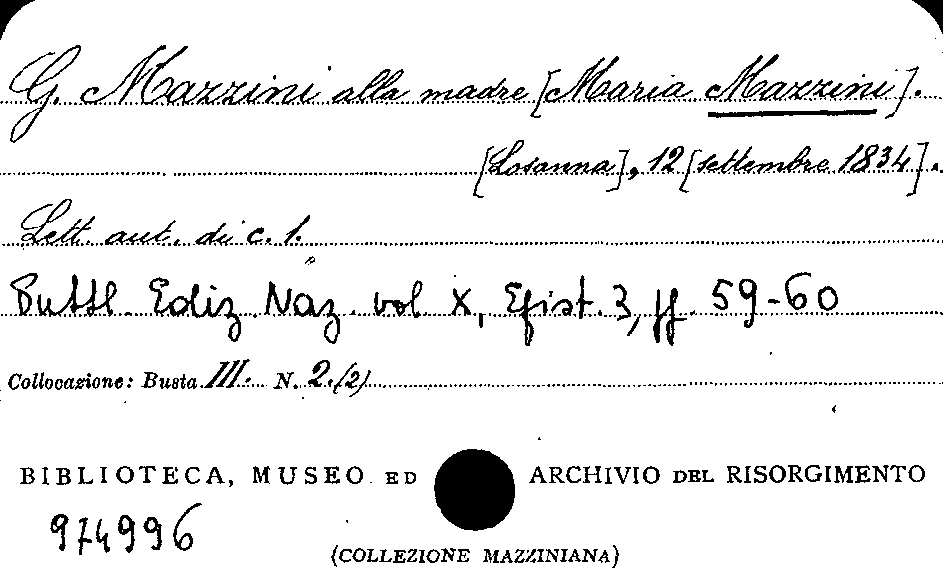 G. Mazzini alla madre [Maria Mazzini].
[Losanna], 12 [settembre 1834].
Lett. aut. di c. 1.
Pubbl. Ediz. Naz. vol. X, Epist. 3, pp. 59-60
Collocazione: Busta III. N. 2.(2)
BIBLIOTECA, MUSEO ED ARCHIVIO DEL RISORGIMENTO
974996
(COLLEZIONE MAZZINIANA)